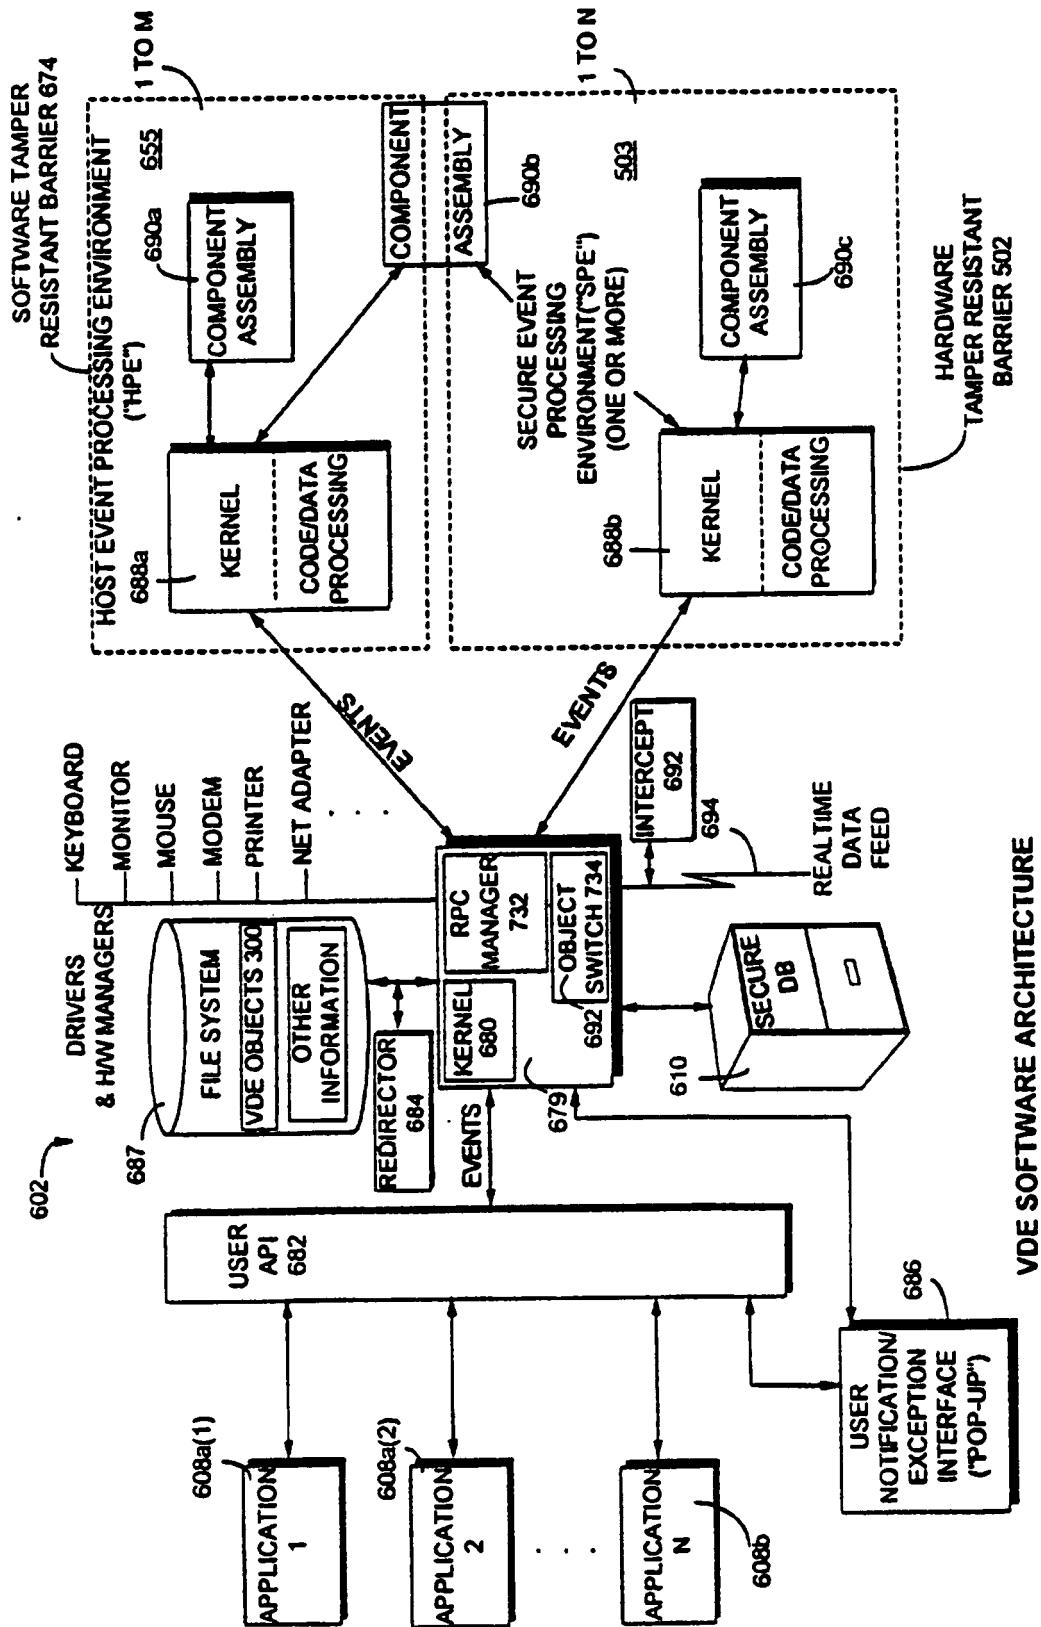 602
DRIVERS
& H/W MANAGERS
KEYBOARD
MONITOR
MOUSE
MODEM
PRINTER
NET ADAPTER
SOFTWARE TAMPER
RESISTANT BARRIER 674
1 TO M
HOST EVENT PROCESSING ENVIRONMENT
("HPE")
655
688a
KERNEL
CODE/DATA
PROCESSING
690a
COMPONENT
ASSEMBLY
COMPONENT
ASSEMBLY
690b
1 TO N
503
SECURE EVENT
PROCESSING
ENVIRONMENT("SPE")
(ONE OR MORE)
688b
KERNEL
CODE/DATA
PROCESSING
COMPONENT
ASSEMBLY
690c
HARDWARE
TAMPER RESISTANT
BARRIER 502
EVENTS
EVENTS
687
FILE SYSTEM
VDE OBJECTS 300
OTHER
INFORMATION
REDIRECTOR
684
KERNEL
680
RPC
MANAGER
732
692
OBJECT
SWITCH 734
679
INTERCEPT
692
694
REALTIME
DATA
FEED
SECURE
DB
610
EVENTS
USER
API
682
608a(1)
APPLICATION
1
608a(2)
APPLICATION
2
APPLICATION
N
608b
686
USER
NOTIFICATION/
EXCEPTION
INTERFACE
("POP-UP")
VDE SOFTWARE ARCHITECTURE